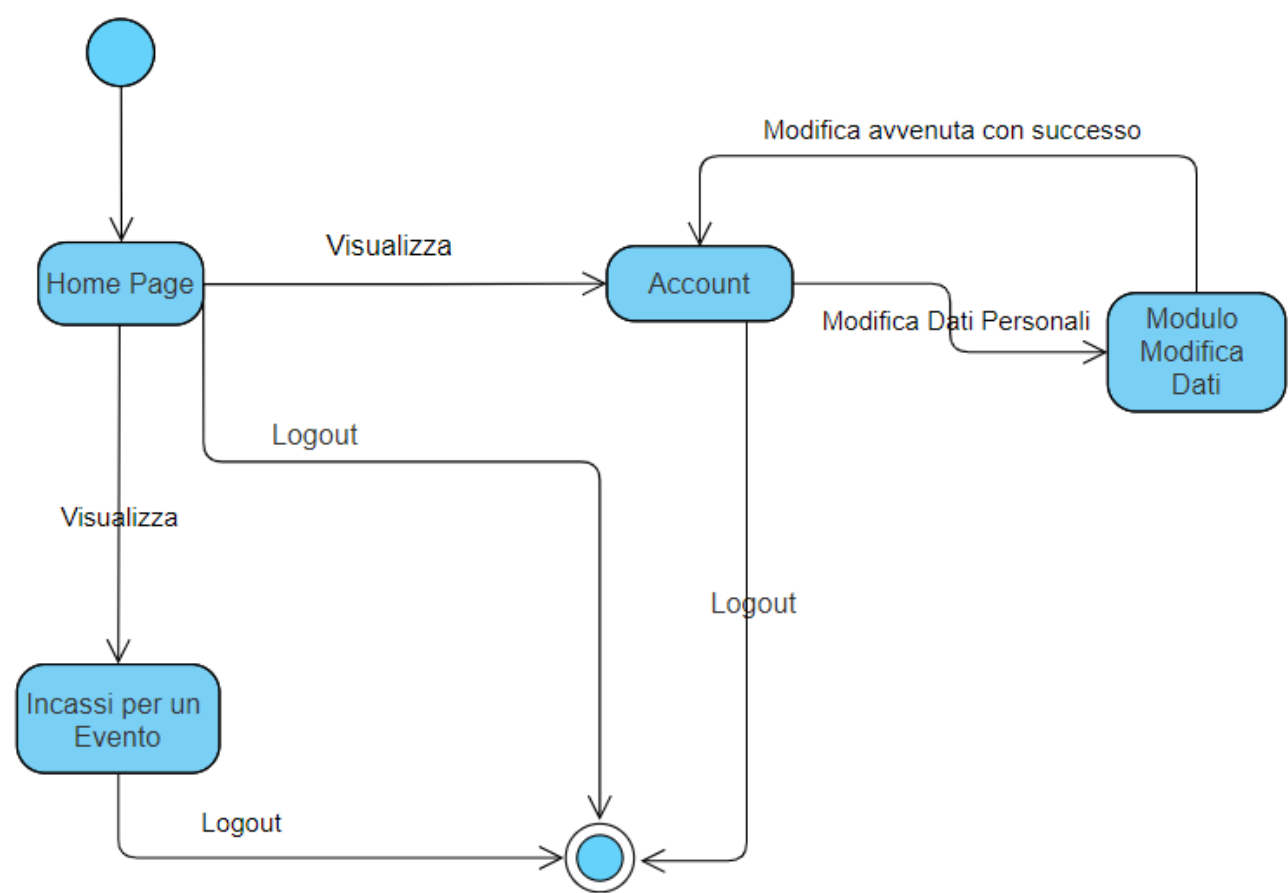 Modifica avvenuta con successo
Visualizza
Home Page
Account
Modifica Dati Personali
Modulo
Modifica
Dati
Logout
Visualizza
Logout
Incassi per un
Evento
Logout